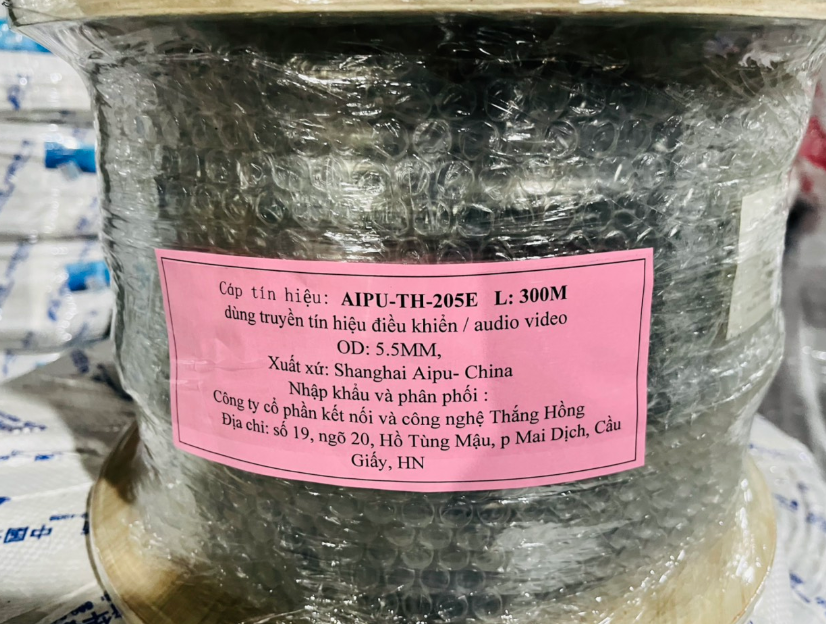 Cáp tín hiệu: AIPU-TH-205E L: 300M
dùng truyền tín hiệu điều khiển / audio video
OD: 5.5MM,
Xuất xứ: Shanghai Aipu- China
Nhập khẩu và phân phối :
Công ty cổ phần kết nối và công nghệ Thắng Hồng
Địa chỉ: số 19, ngõ 20, Hồ Tùng Mậu, p Mai Dịch, Cầu
Giấy, HN
中国